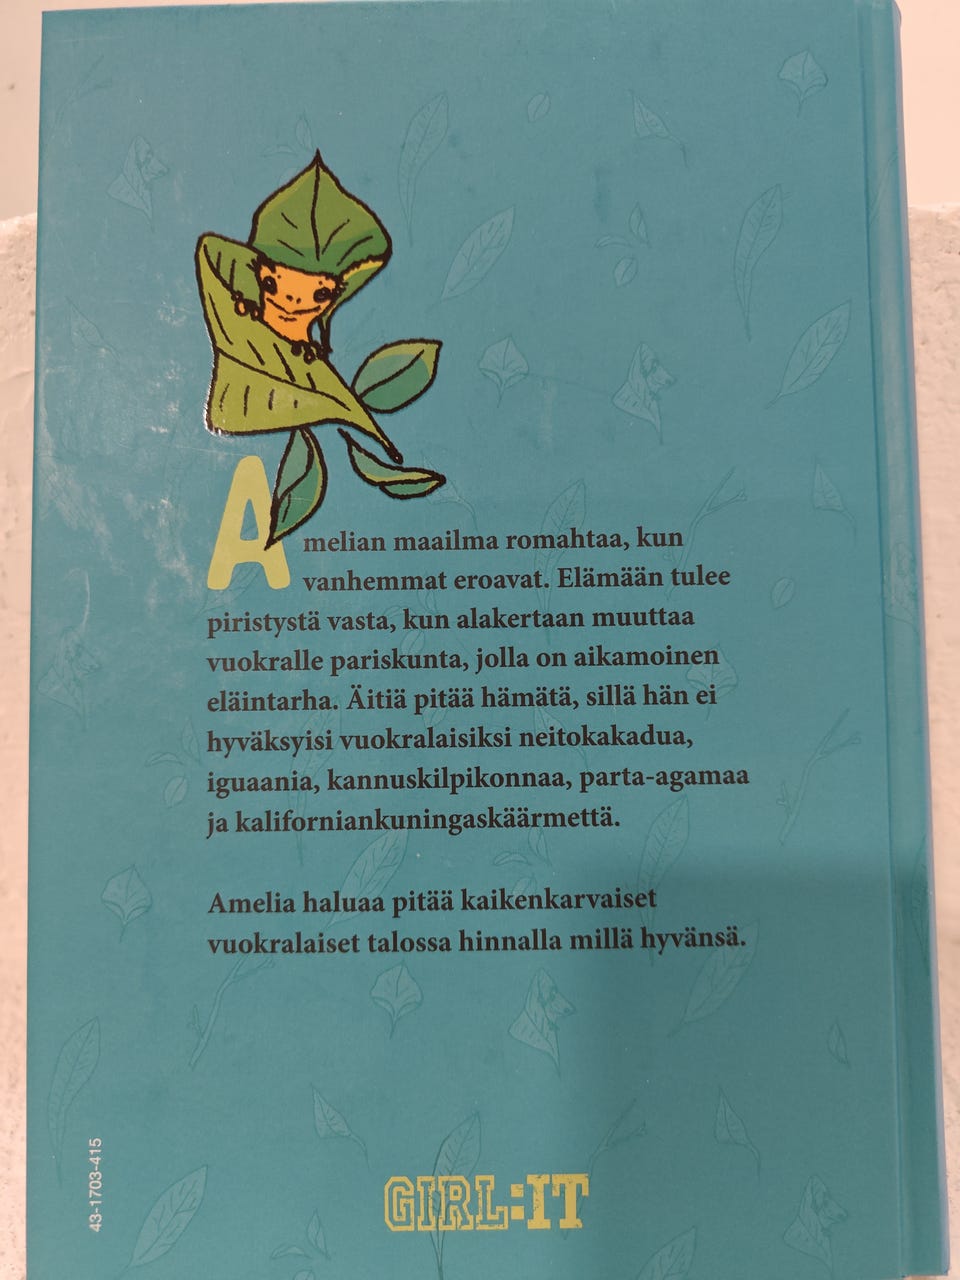 Amelian maailma romahtaa, kun
vanhemmat eroavat. Elämään tulee
piristystä vasta, kun alakertaan muuttaa
vuokralle pariskunta, jolla on aikamoinen
eläintarha. Äitiä pitää hämätä, sillä hän ei
hyväksyisi vuokralaisiksi neitokakadua,
iguaania, kannuskilpikonnaa, parta-agamaa
ja kaliforniankuningaskäärmettä.
Amelia haluaa pitää kaikenkarvaiset
vuokralaiset talossa hinnalla millä hyvänsä.
43-1703-415
GIRL:IT